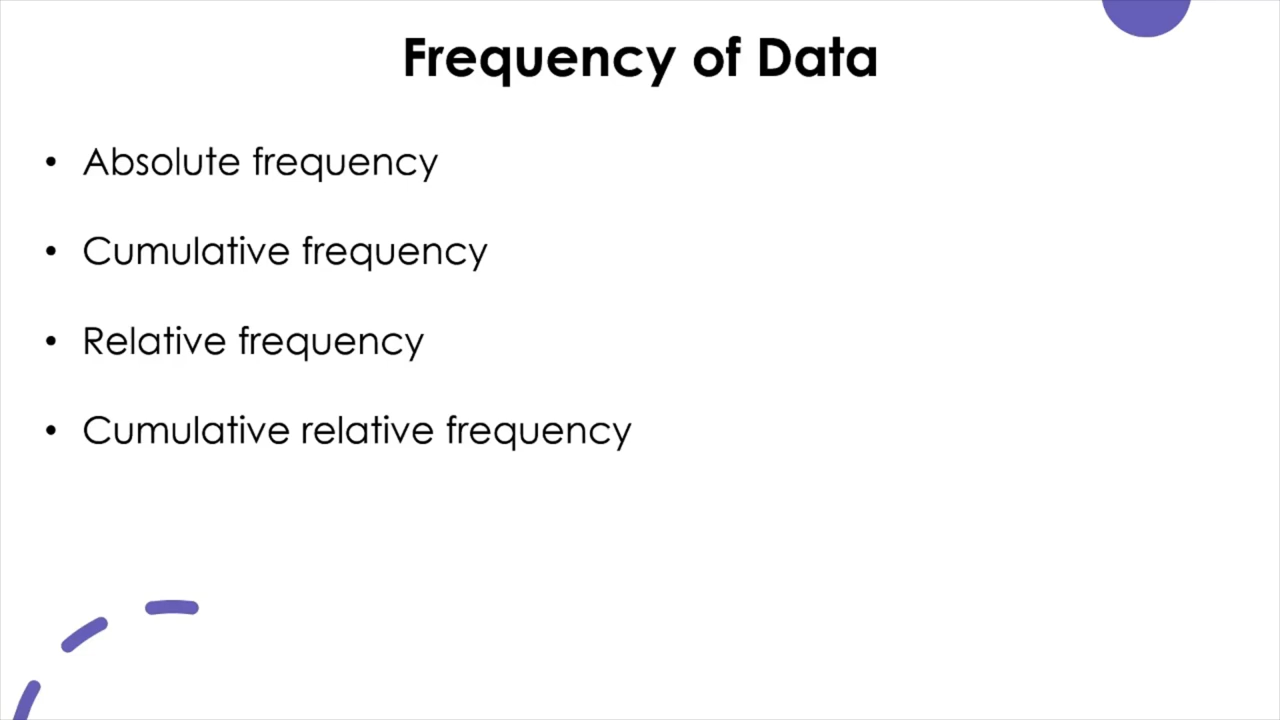 Frequency of Data
• Absolute frequency
• Cumulative frequency
• Relative frequency
• Cumulative relative frequency